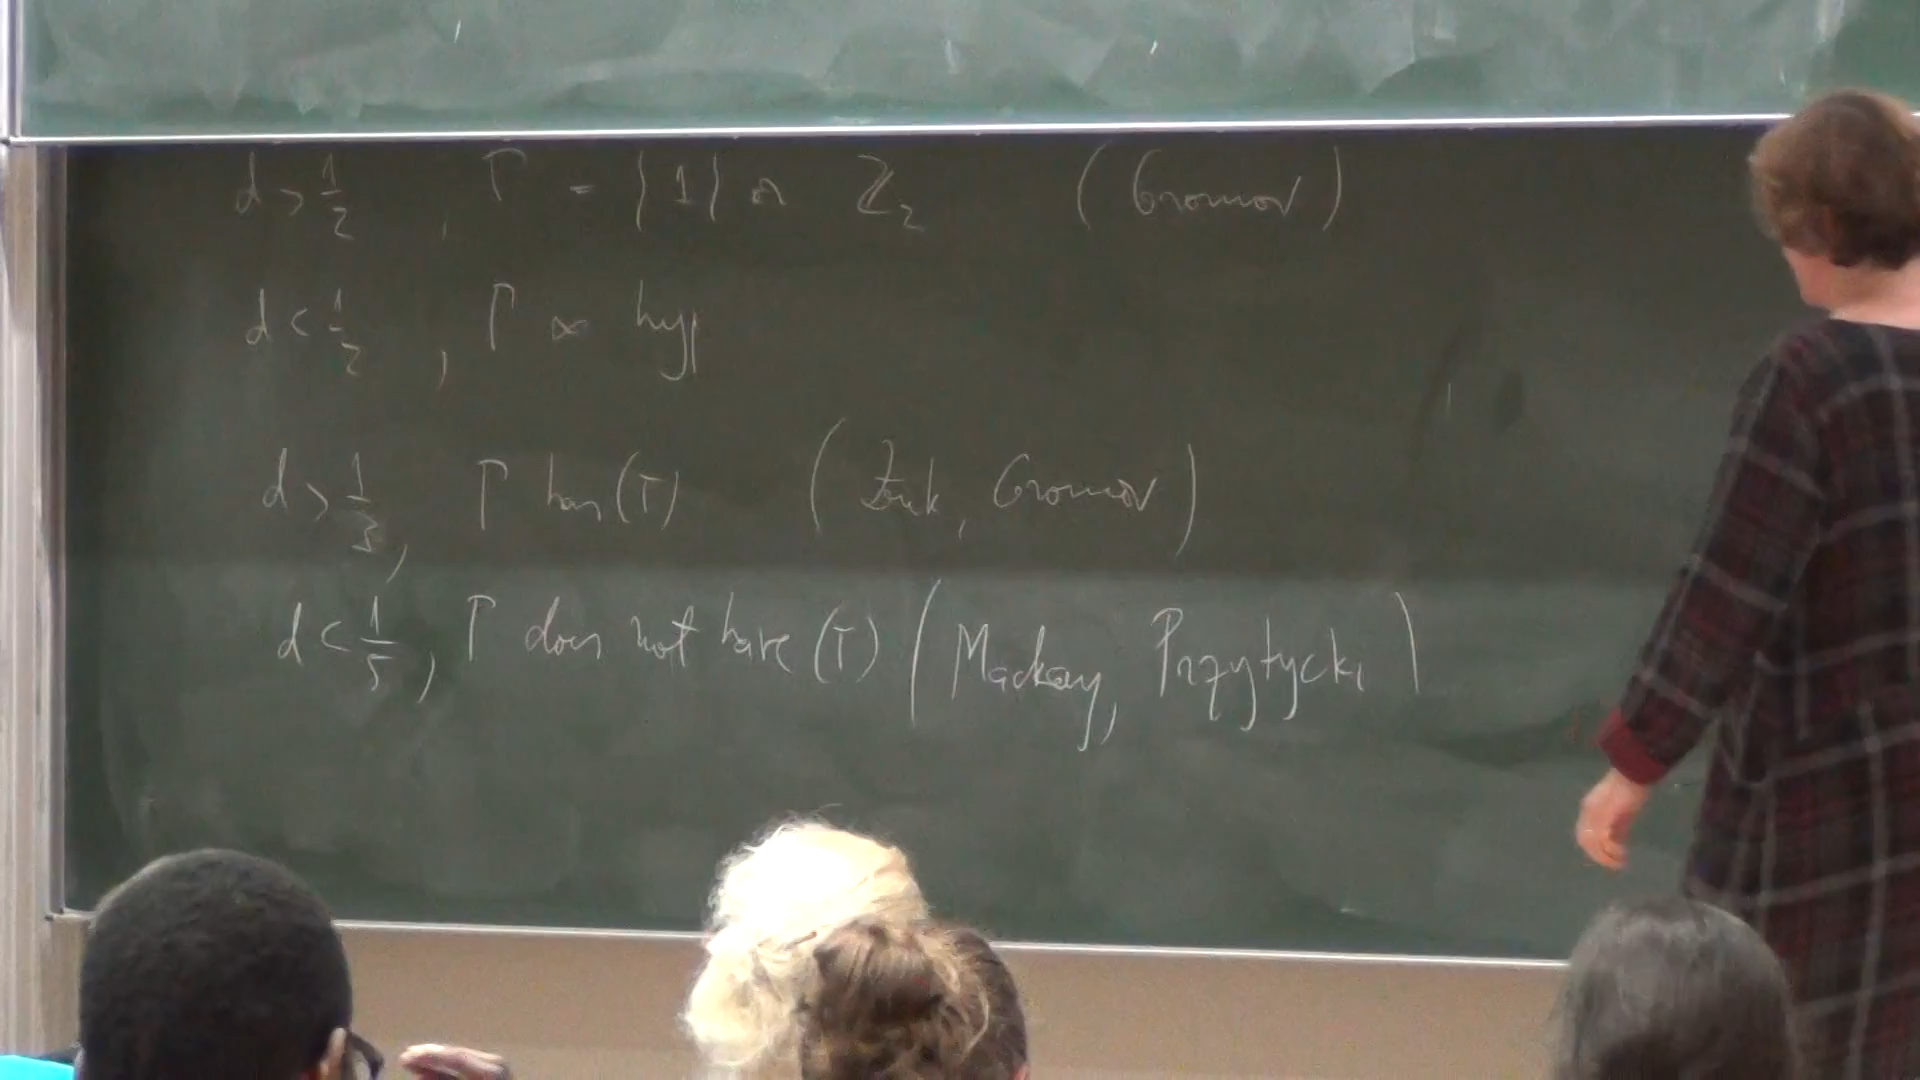 d > 1/2 , Γ = {1} or ℤ₂ (Gromov)
d < 1/2 , Γ ∞ hyp
d > 1/3 , Γ has (T) (Żuk, Gromov)
d < 1/5 , Γ does not have (T) (Mackay, Przytycki)